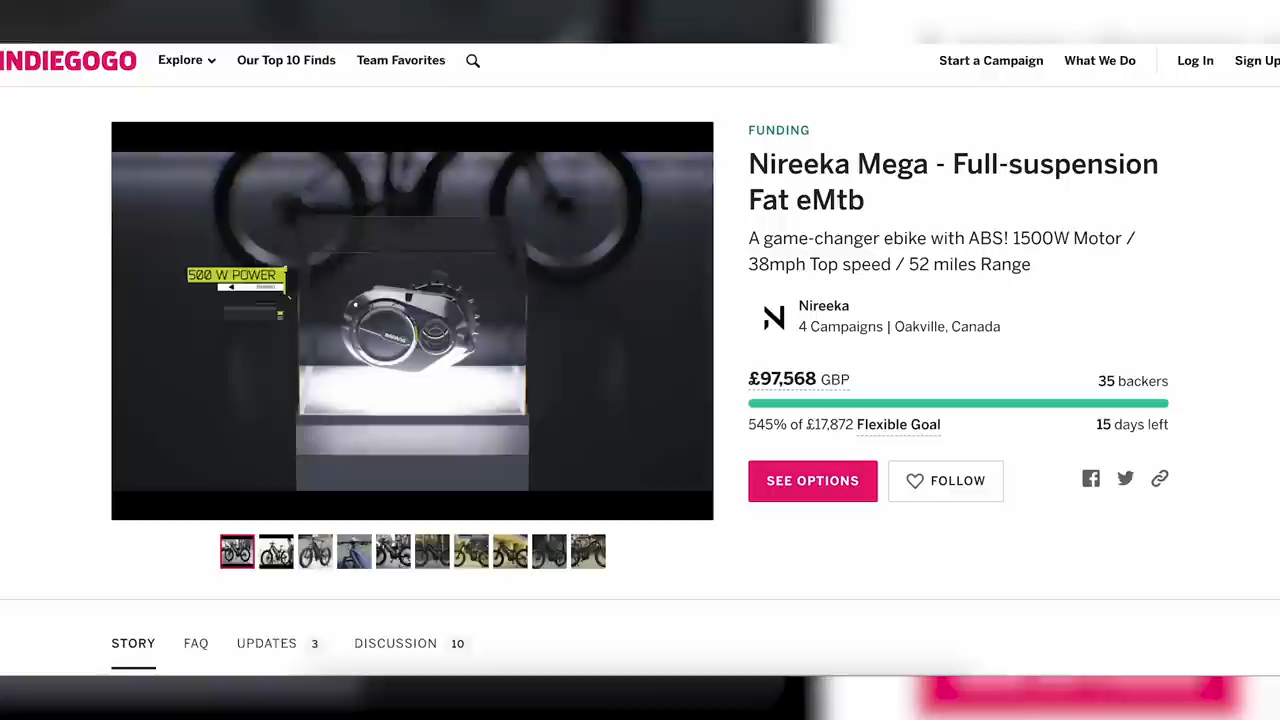 INDIEGOGO Explore Our Top 10 Finds Team Favorites Start a Campaign What We Do Log In Sign Up
FUNDING
Nireeka Mega - Full-suspension
Fat eMtb
A game-changer ebike with ABS! 1500W Motor /
38mph Top speed / 52 miles Range
500 W POWER
Nireeka
4 Campaigns | Oakville, Canada
£97,568 GBP 35 backers
545% of £17,872 Flexible Goal 15 days left
SEE OPTIONS FOLLOW
STORY FAQ UPDATES 3 DISCUSSION 10